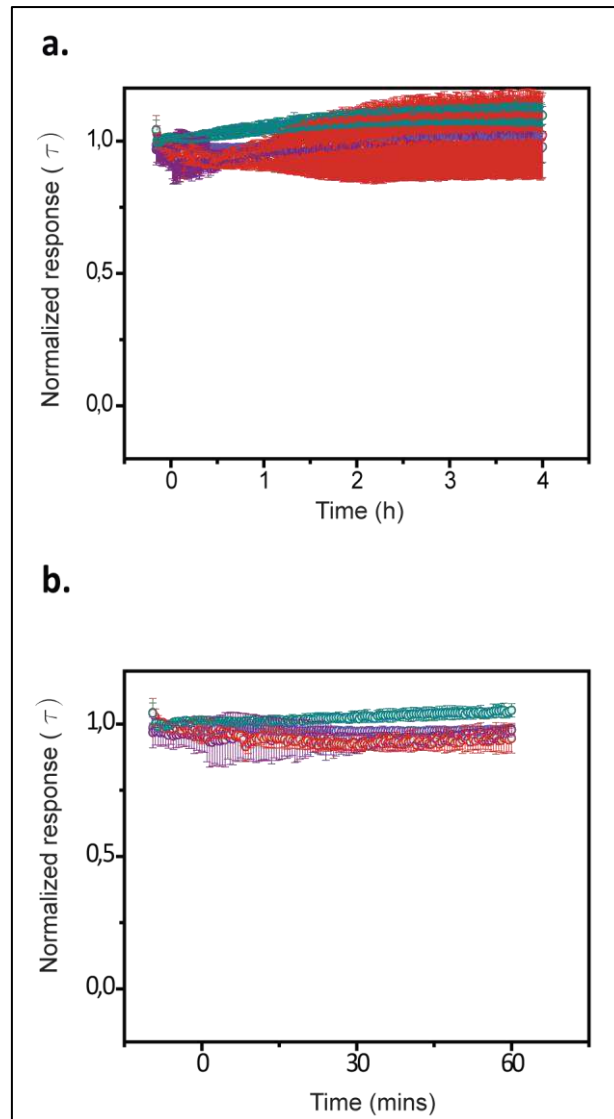 a.
Normalized response ( τ )
1,0
0,5
0,0
0 1 2 3 4
Time (h)
b.
Normalized response ( τ )
1,0
0,5
0,0
0 30 60
Time (mins)